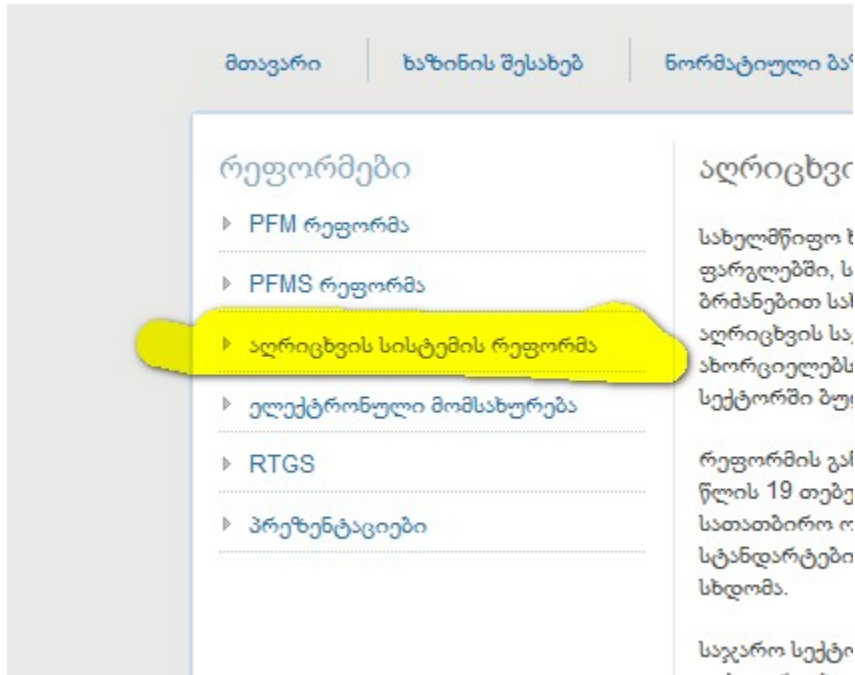 მთავარი
ხაზინის შესახებ
ნორმატიული
რეფორმები
PFM რეფორმა
PFMS რეფორმა
აღრიცხვის სისტემის რეფორმა
ელექტრონული მომსახურება
RTGS
პრეზენტაციები
სახელმწიფო
ფარგლებში,
ბრძანებით
აღრიცხვის
ახორციელებს
სექტორში
რეფორმის
წლის 19
სათათბირო
სტანდარტები
სხდომა.
საჯარო